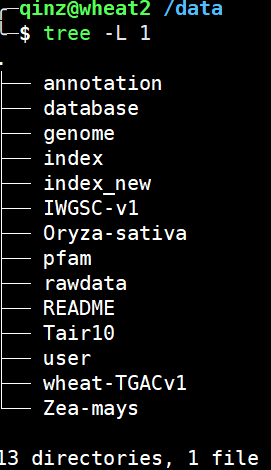 ╭─qinz@wheat2 /data
╰─$ tree -L 1
.
├── annotation
├── database
├── genome
├── index
├── index_new
├── IWGSC-v1
├── Oryza-sativa
├── pfam
├── rawdata
├── README
├── Tair10
├── user
├── wheat-TGACv1
└── Zea-mays
13 directories, 1 file